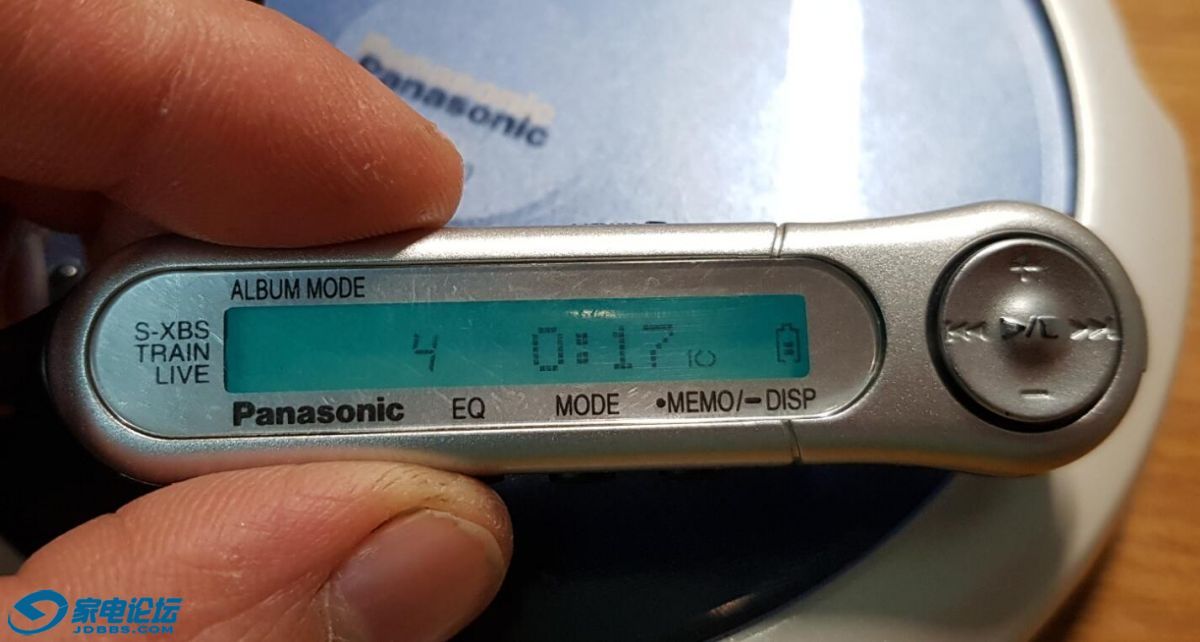 Panasonic
ALBUM MODE
S-XBS
TRAIN
LIVE
4 0:17
Panasonic EQ MODE •MEMO/━DISP
+
−
家电论坛
JDBBS.COM